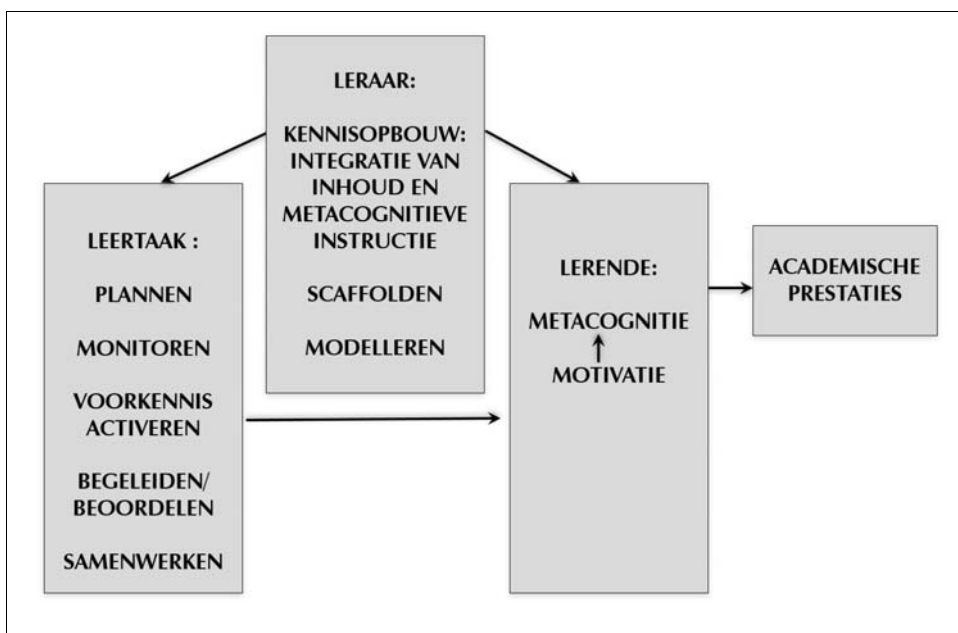 LERAAR:
KENNISOPBOUW:
INTEGRATIE VAN
INHOUD EN
METACOGNITIEVE
INSTRUCTIE
SCAFFOLDEN
MODELLEREN
LEERTAAK :
PLANNEN
MONITOREN
VOORKENNIS
ACTIVEREN
BEGELEIDEN/
BEOORDELEN
SAMENWERKEN
LERENDE:
METACOGNITIE
MOTIVATIE
ACADEMISCHE
PRESTATIES